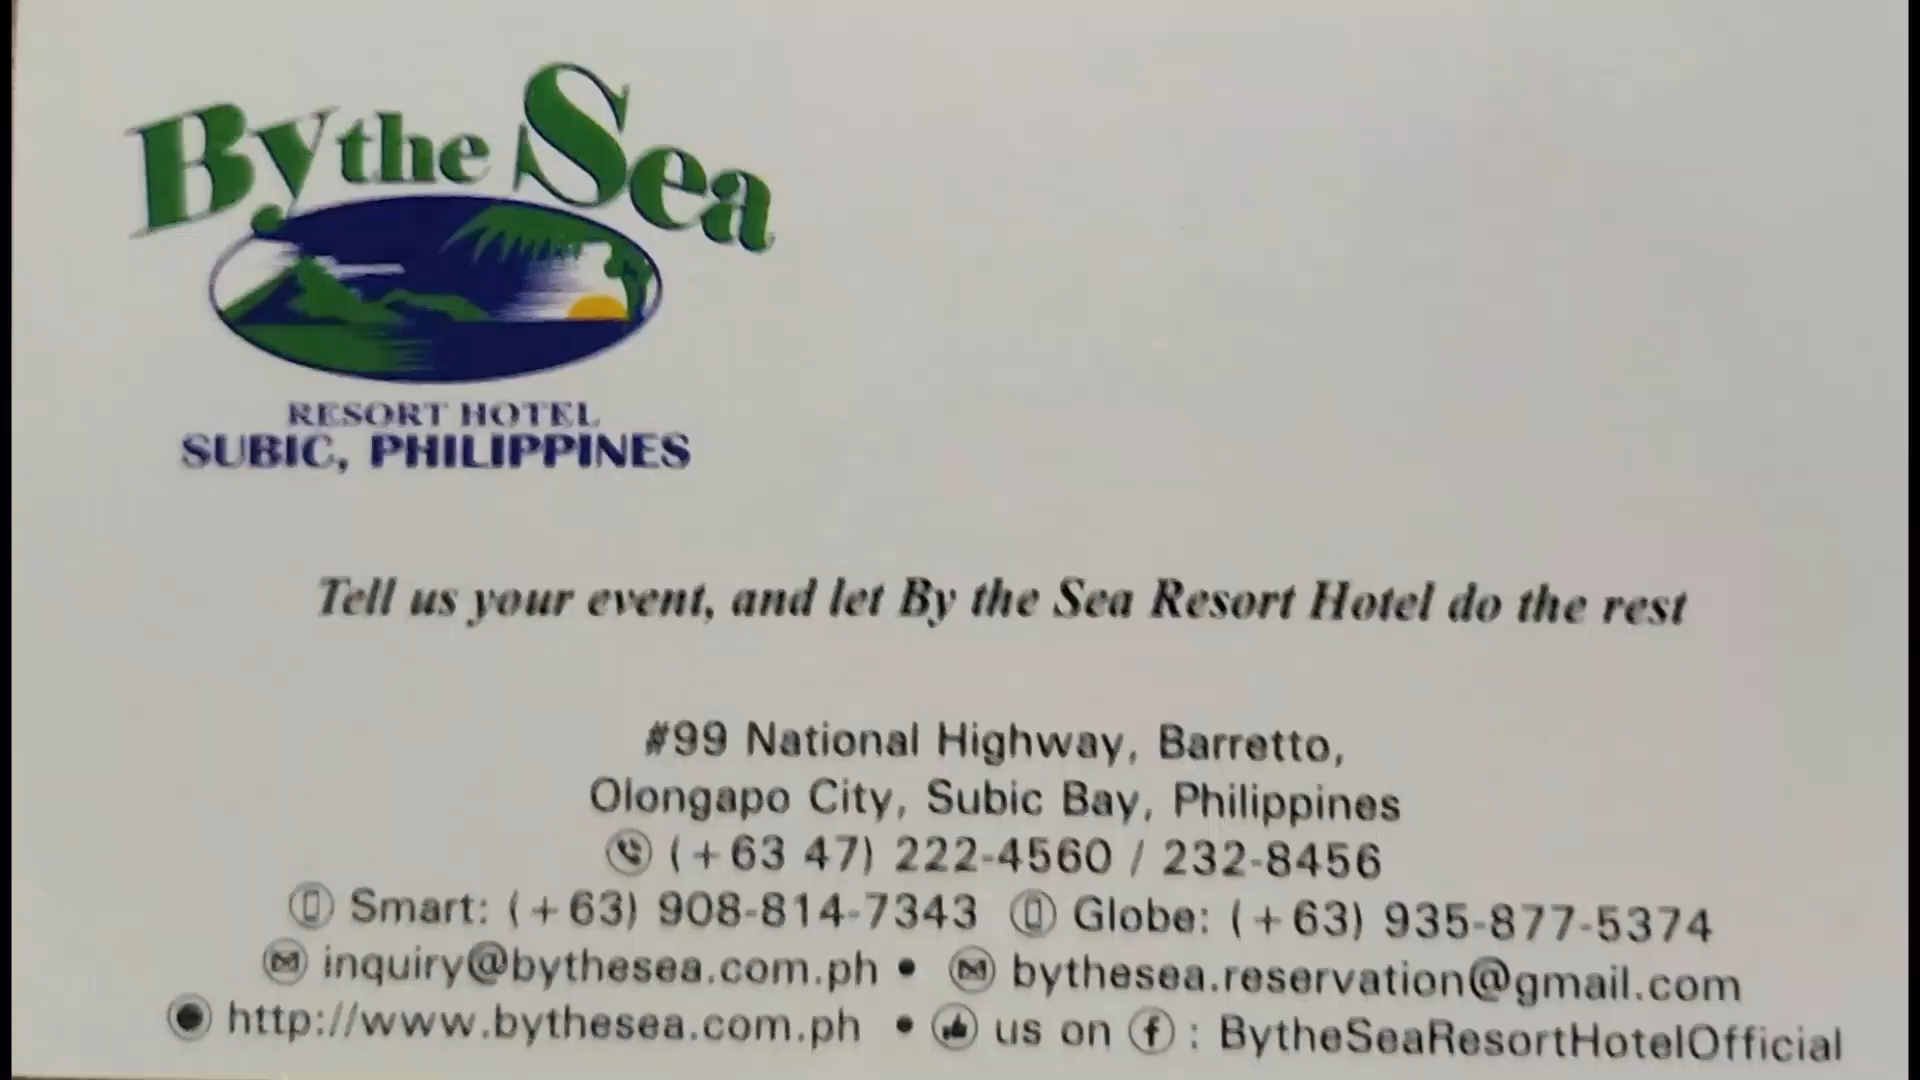 By the Sea
RESORT HOTEL
SUBIC, PHILIPPINES
Tell us your event, and let By the Sea Resort Hotel do the rest
#99 National Highway, Barretto,
Olongapo City, Subic Bay, Philippines
(+63 47) 222-4560 / 232-8456
Smart: (+63) 908-814-7343 Globe: (+63) 935-877-5374
inquiry@bythesea.com.ph • bythesea.reservation@gmail.com
http://www.bythesea.com.ph • us on f : BytheSeaResortHotelOfficial